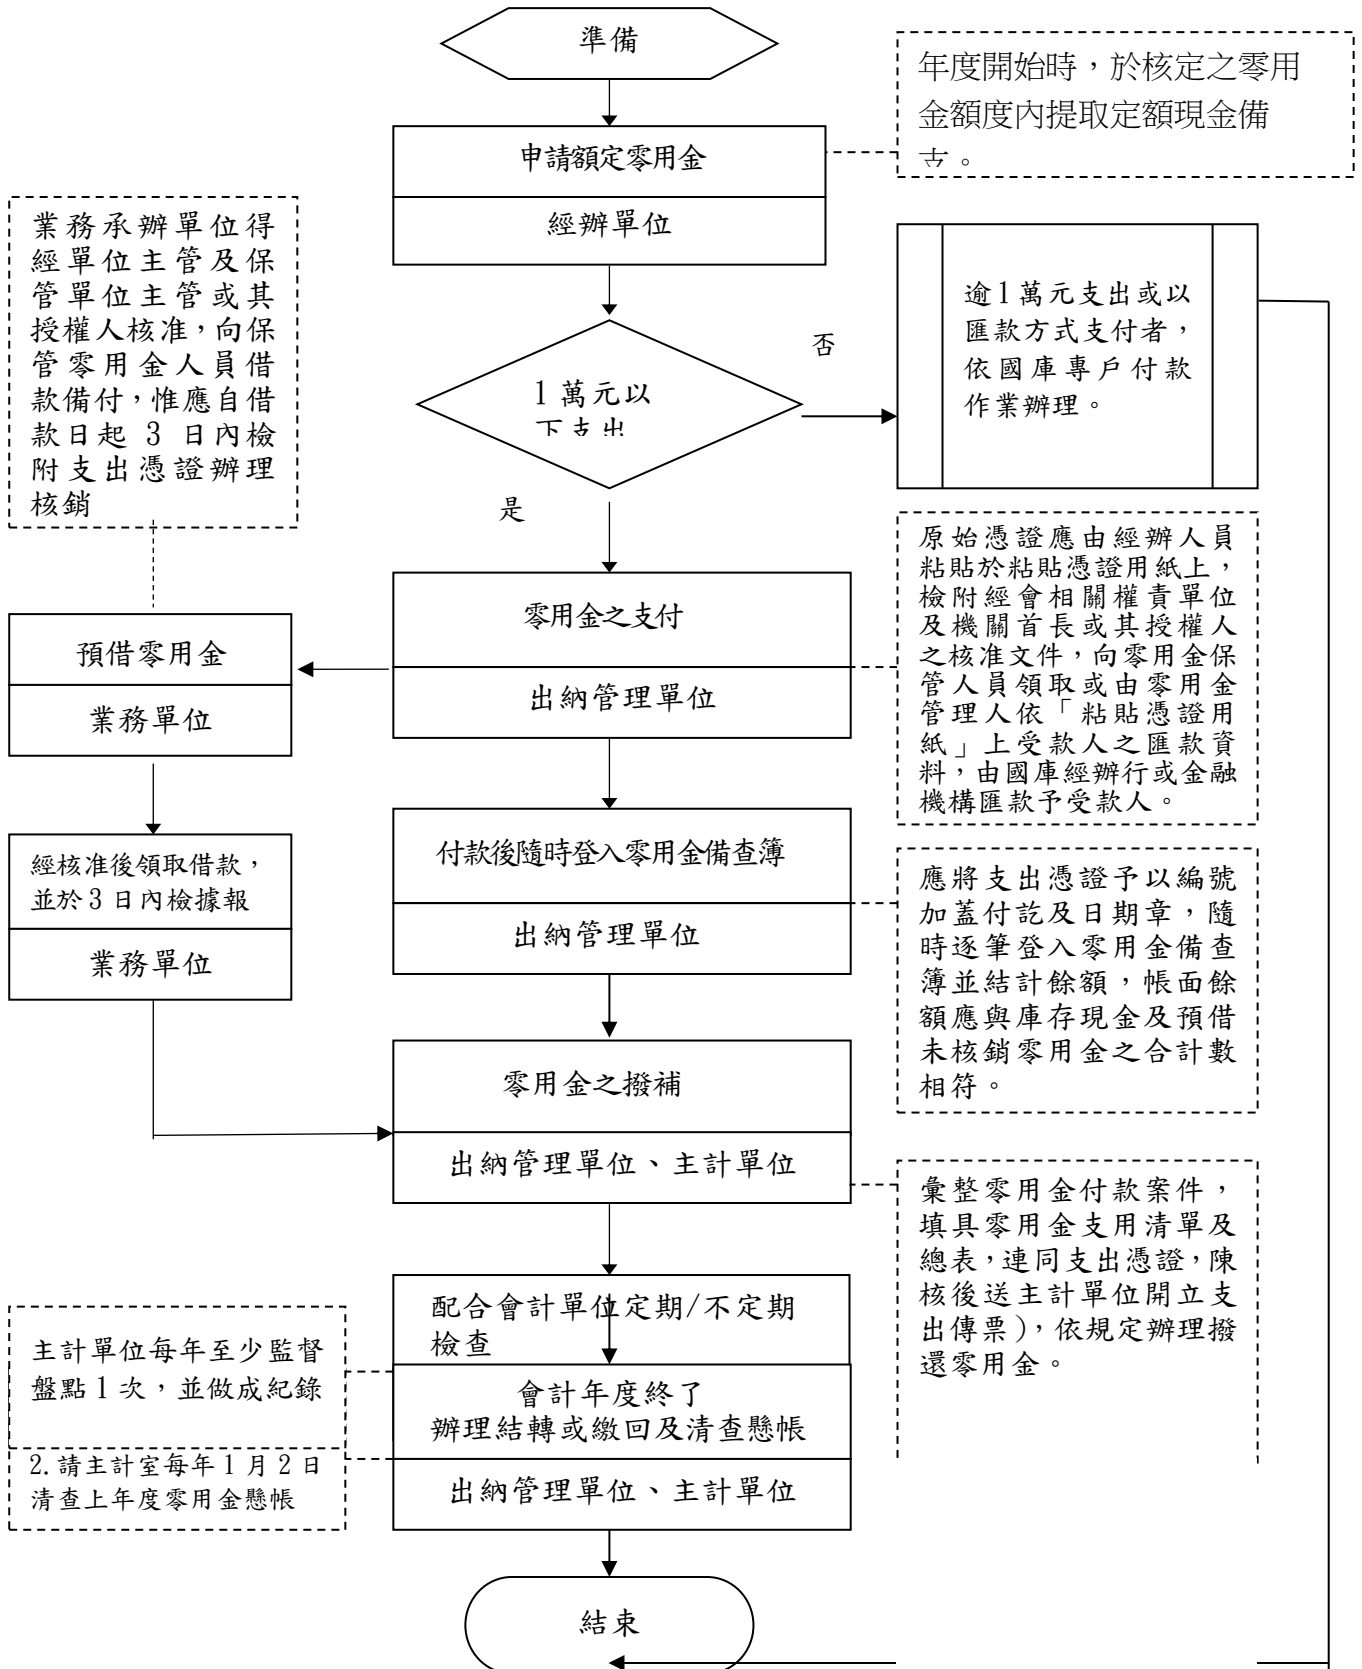 準備
年度開始時，於核定之零用
金額度內提取定額現金備
支。
申請額定零用金
經辦單位
業務承辦單位得
經單位主管及保
管單位主管或其
授權人核准，向保
管零用金人員借
款備付，惟應自借
款日起 3 日內檢
附支出憑證辦理
核銷
逾1萬元支出或以
匯款方式支付者，
依國庫專戶付款
作業辦理。
否
1萬元以
下支出
是
原始憑證應由經辦人員
粘貼於粘貼憑證用紙上，
檢附經會相關權責單位
及機關首長或其授權人
之核准文件，向零用金保
管人員領取或由零用金
管理人依「粘貼憑證用
紙」上受款人之匯款資
料，由國庫經辦行或金融
機構匯款予受款人。
零用金之支付
出納管理單位
預借零用金
業務單位
付款後隨時登入零用金備查簿
出納管理單位
經核准後領取借款，
並於3日內檢據報
業務單位
應將支出憑證予以編號
加蓋付訖及日期章，隨
時逐筆登入零用金備查
簿並結計餘額，帳面餘
額應與庫存現金及預借
未核銷零用金之合計數
相符。
零用金之撥補
出納管理單位、主計單位
彙整零用金付款案件，
填具零用金支用清單及
總表，連同支出憑證，陳
核後送主計單位開立支
出傳票)，依規定辦理撥
還零用金。
配合會計單位定期/不定期
檢查
主計單位每年至少監督
盤點1次，並做成紀錄
會計年度終了
辦理結轉或繳回及清查懸帳
2.請主計室每年1月2日
清查上年度零用金懸帳
出納管理單位、主計單位
結束